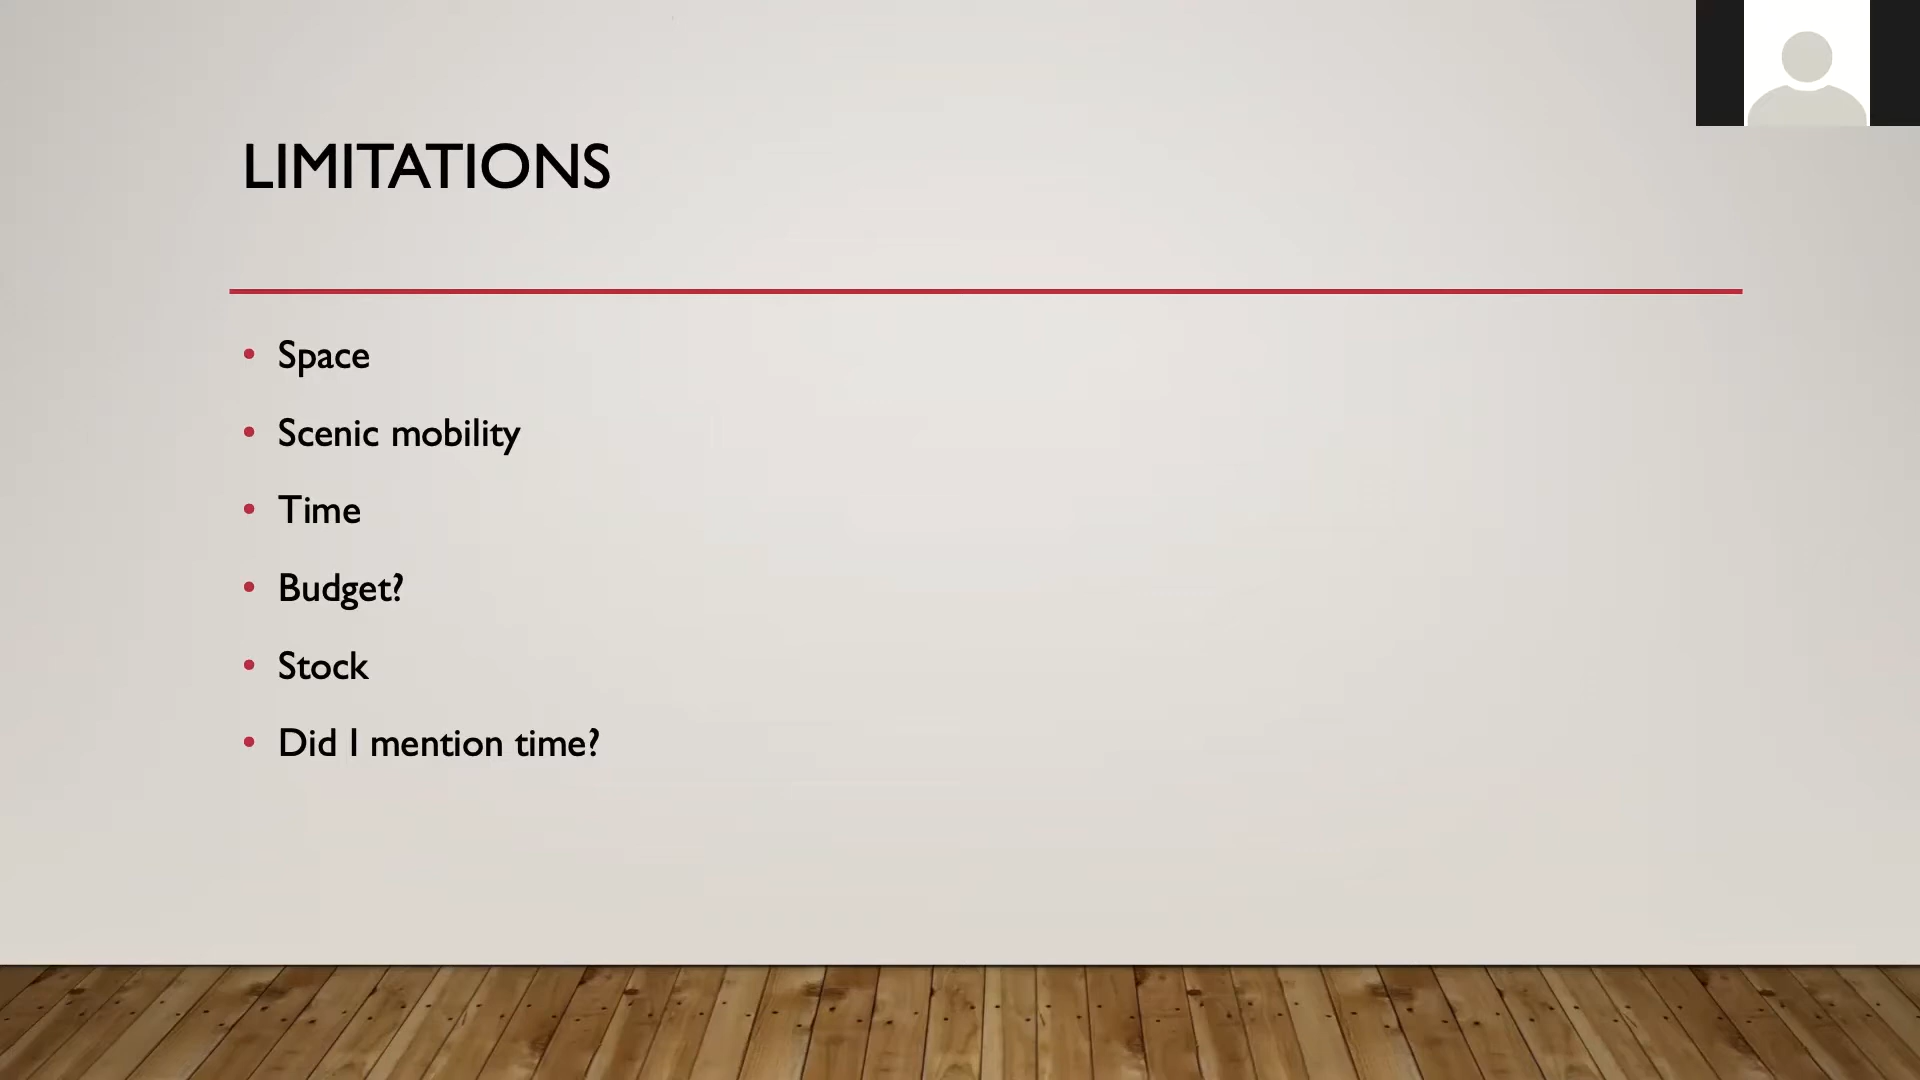 LIMITATIONS
Space
Scenic mobility
Time
Budget?
Stock
Did I mention time?